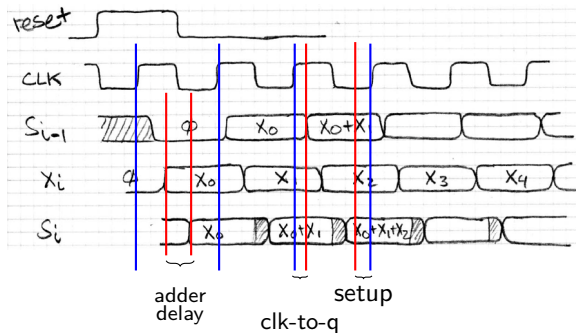 reset
CLK
Si-1 φ X0 X0+X1
Xi φ X0 X1 X2 X3 X4
Si X0 X0+X1 X0+X1+X2
adder delay
clk-to-q
setup